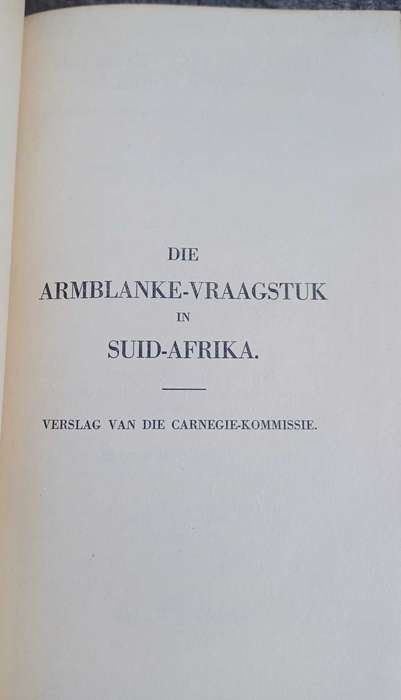 DIE
ARMBLANKE-VRAAGSTUK
IN
SUID-AFRIKA.
VERSLAG VAN DIE CARNEGIE-KOMMISSIE.